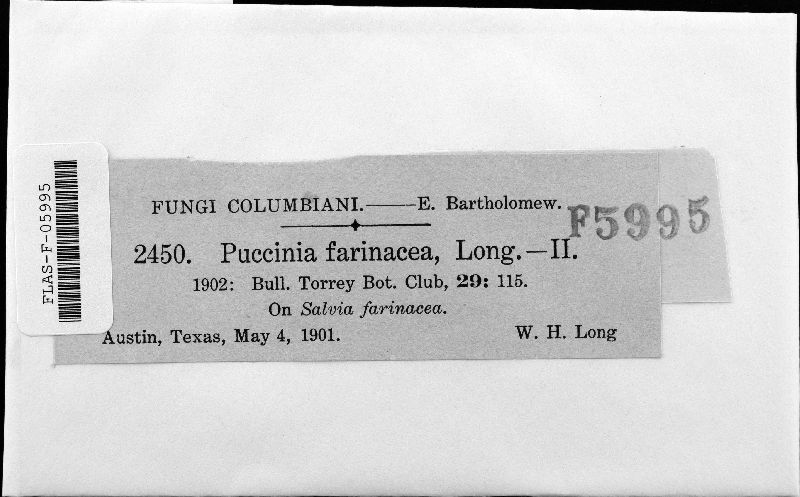 FLAS-F-05995
FUNGI COLUMBIANI.——E. Bartholomew.
F5995
2450. Puccinia farinacea, Long.—II.
1902: Bull. Torrey Bot. Club, 29: 115.
On Salvia farinacea.
Austin, Texas, May 4, 1901. W. H. Long